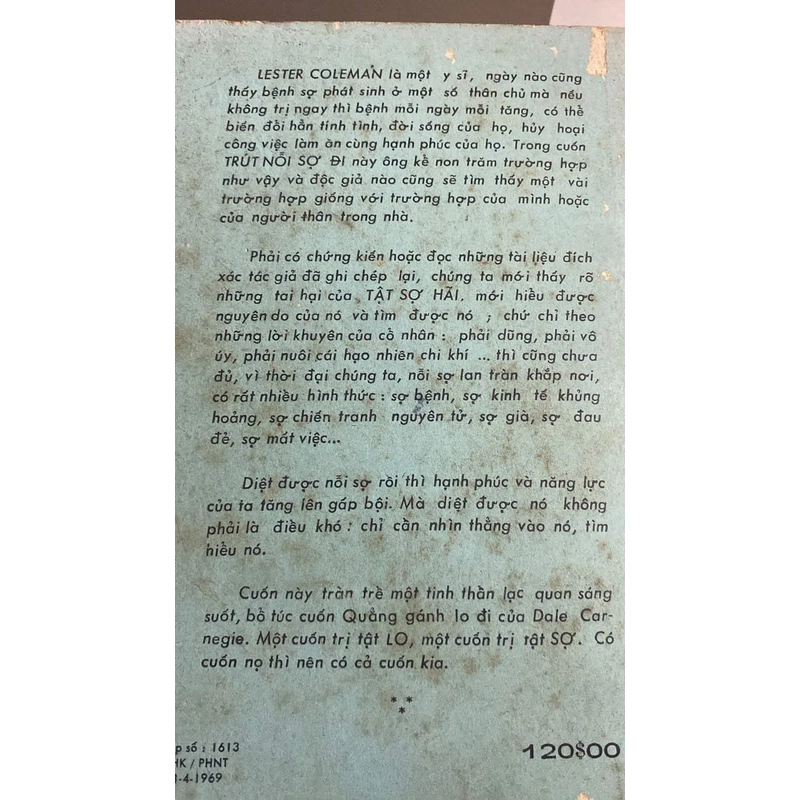 LESTER COLEMAN là một y sĩ, ngày nào cũng
thấy bệnh sợ phát sinh ở một số thân chủ mà nếu
không trị ngay thì bệnh mỗi ngày mỗi tăng, có thể
biến đổi hẳn tính tình, đời sống của họ, hủy hoại
công việc làm ăn cùng hạnh phúc của họ. Trong cuốn
TRÚT NỖI SỢ ĐI này ông kể non trăm trường hợp
như vậy và độc giả nào cũng sẽ tìm thấy một vài
trường hợp giống với trường hợp của mình hoặc
của người thân trong nhà.
Phải có chứng kiến hoặc đọc những tài liệu đích
xác tác giả đã ghi chép lại, chúng ta mới thấy rõ
những tai hại của TẬT SỢ HÃI, mới hiểu được
nguyên do của nó và tìm được nó ; chứ chỉ theo
những lời khuyên của cổ nhân : phải dũng, phải vô
úy, phải nuôi cái hạo nhiên chi khí ... thì cũng chưa
đủ, vì thời đại chúng ta, nỗi sợ lan tràn khắp nơi,
có rất nhiều hình thức : sợ bệnh, sợ kinh tế khủng
hoảng, sợ chiến tranh nguyên tử, sợ già, sợ đau
đẻ, sợ mất việc...
Diệt được nỗi sợ rồi thì hạnh phúc và năng lực
của ta tăng lên gấp bội. Mà diệt được nó không
phải là điều khó : chỉ cần nhìn thẳng vào nó, tìm
hiểu nó.
Cuốn này tràn trề một tinh thần lạc quan sáng
suốt, bổ túc cuốn Quẳng gánh lo đi của Dale Car-
negie. Một cuốn trị tật LO, một cuốn trị tật SỢ. Có
cuốn nọ thì nên có cả cuốn kia.
* * *
p số : 1613
HK / PHNT
-4-1969
120$00